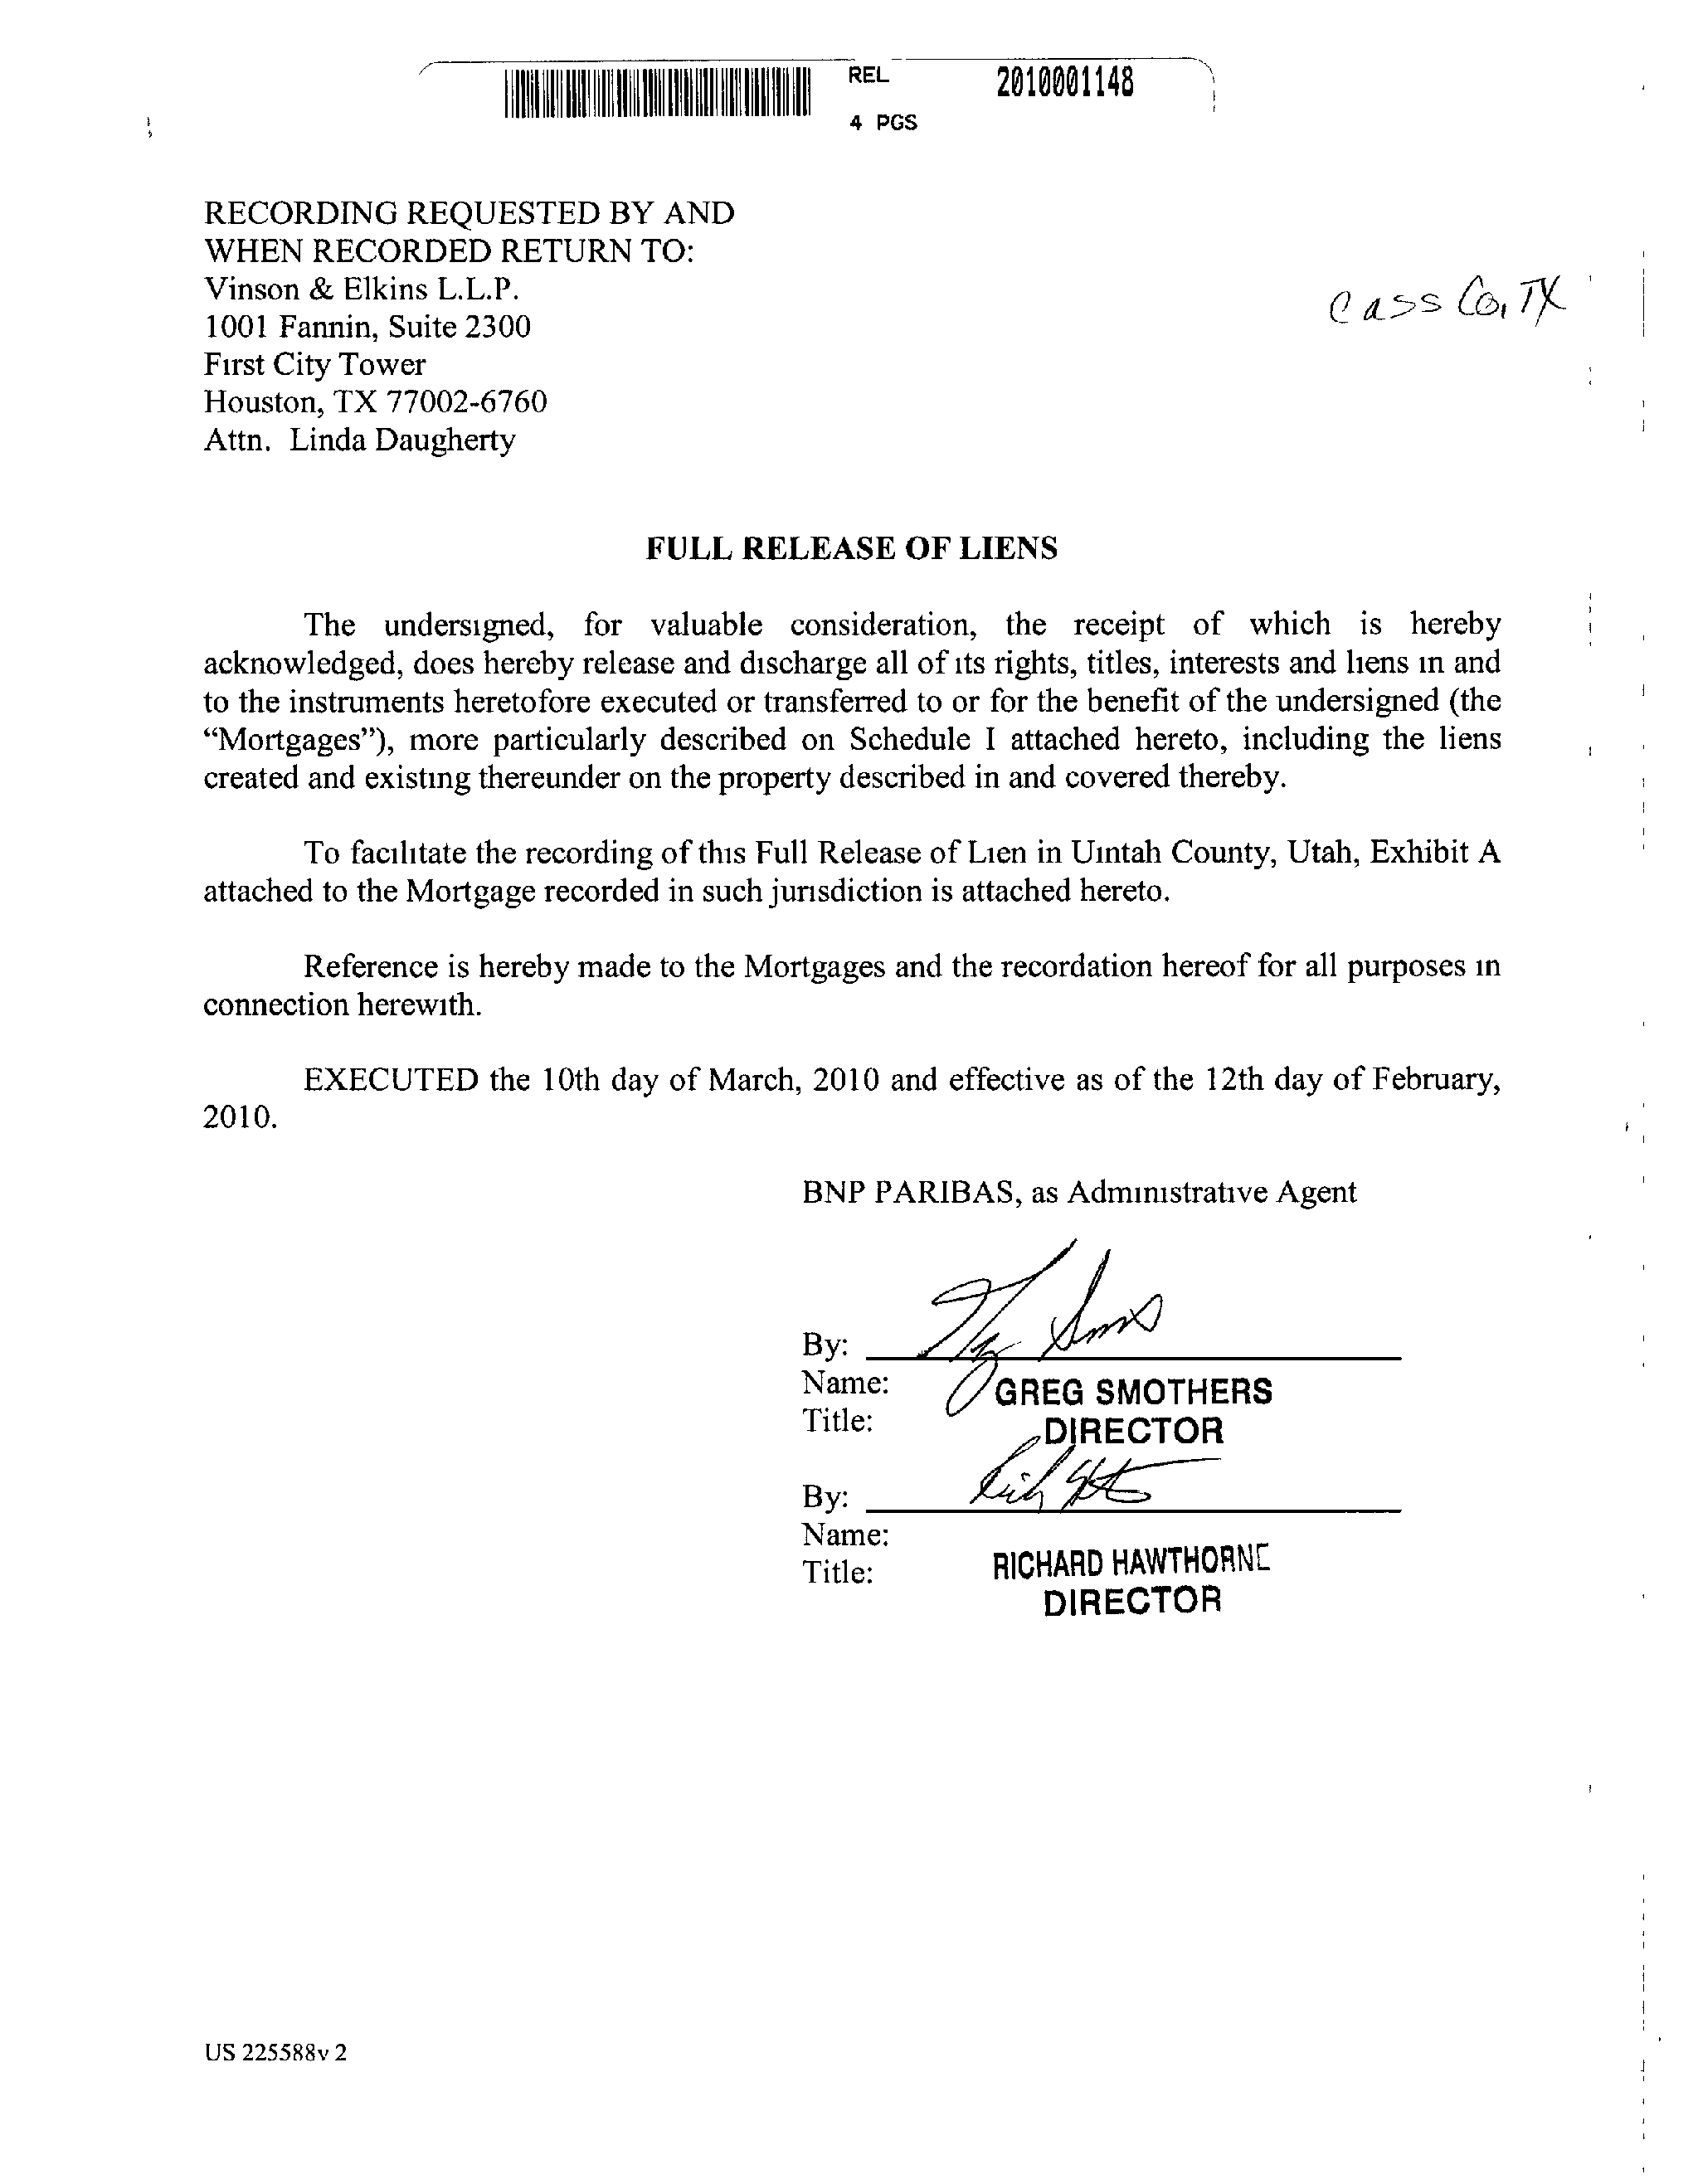 REL 2010001148
4 PGS
RECORDING REQUESTED BY AND
WHEN RECORDED RETURN TO:
Vinson & Elkins L.L.P.
1001 Fannin, Suite 2300
First City Tower
Houston, TX 77002-6760
Attn. Linda Daugherty
Cass Co, TX
FULL RELEASE OF LIENS
The undersigned, for valuable consideration, the receipt of which is hereby
acknowledged, does hereby release and discharge all of its rights, titles, interests and liens in and
to the instruments heretofore executed or transferred to or for the benefit of the undersigned (the
“Mortgages”), more particularly described on Schedule I attached hereto, including the liens
created and existing thereunder on the property described in and covered thereby.
To facilitate the recording of this Full Release of Lien in Uintah County, Utah, Exhibit A
attached to the Mortgage recorded in such jurisdiction is attached hereto.
Reference is hereby made to the Mortgages and the recordation hereof for all purposes in
connection herewith.
EXECUTED the 10th day of March, 2010 and effective as of the 12th day of February,
2010.
BNP PARIBAS, as Administrative Agent
By:
Name: GREG SMOTHERS
Title: DIRECTOR
By:
Name:
Title: RICHARD HAWTHORNE
DIRECTOR
US 225588v 2